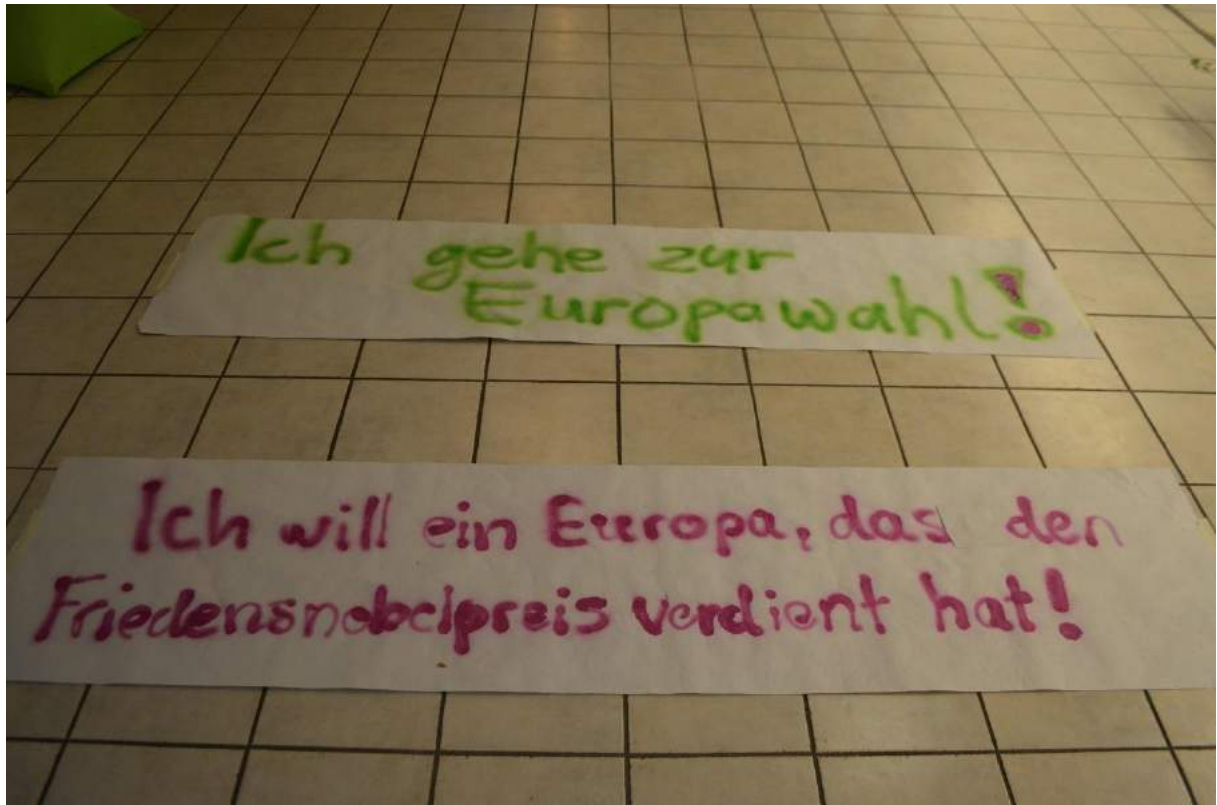 Ich gehe zur
Europawahl!
Ich will ein Europa, das den
Friedensnobelpreis verdient hat!